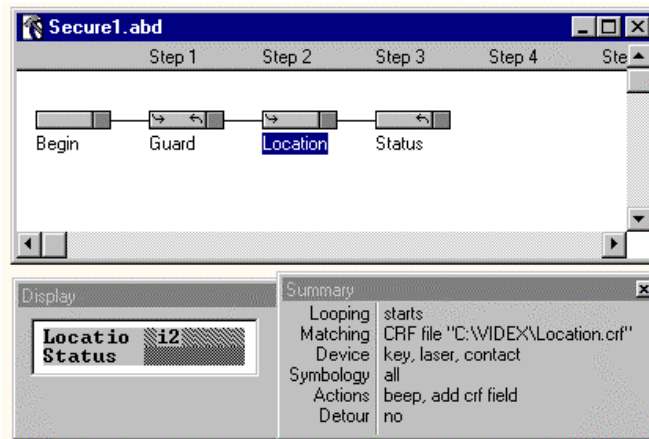 Secure1.abd
Step 1 Step 2 Step 3 Step 4 Ste
Begin Guard Location Status
Display
Locatio i2
Status
Summary
Looping starts
Matching CRF file "C:\VIDEX\Location.crf"
Device key, laser, contact
Symbology all
Actions beep, add crf field
Detour no